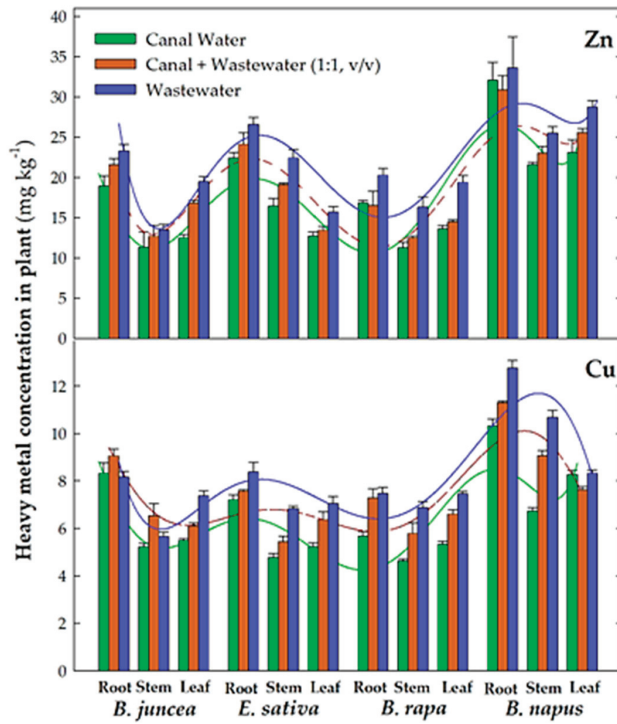 Heavy metal concentration in plant (mg kg⁻¹)
40
35
30
25
20
15
10
5
0
Canal Water
Canal + Wastewater (1:1, v/v)
Wastewater
Zn
12
10
8
6
4
2
0
Cu
Root Stem Leaf Root Stem Leaf Root Stem Leaf Root Stem Leaf
B. juncea E. sativa B. rapa B. napus